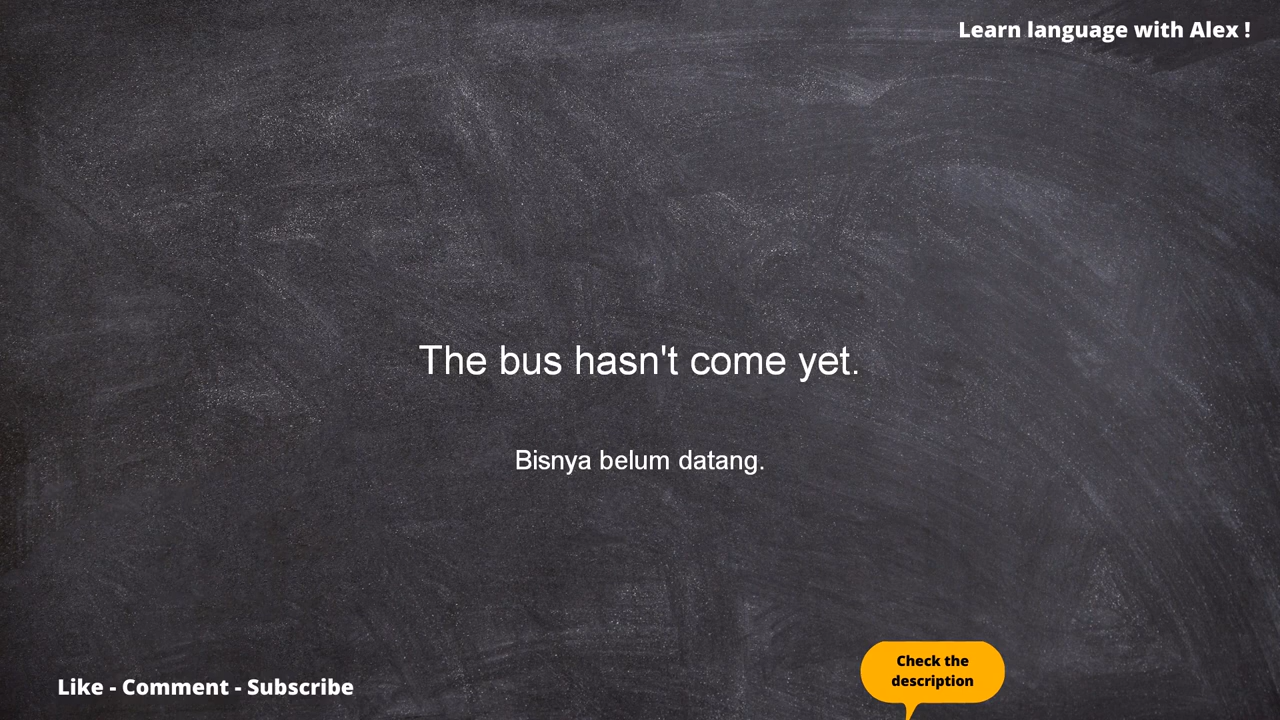 Learn language with Alex !
The bus hasn't come yet.
Bisnya belum datang.
Like - Comment - Subscribe
Check the
description